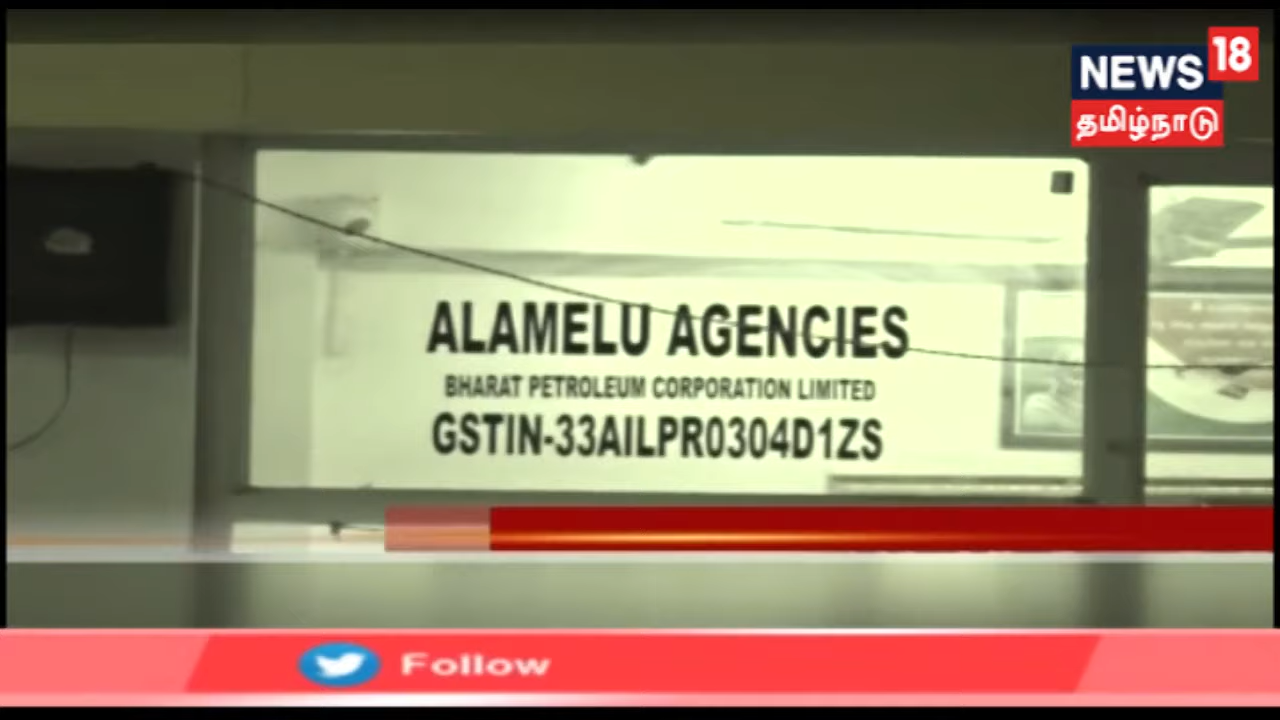 NEWS 18
தமிழ்நாடு
ALAMELU AGENCIES
BHARAT PETROLEUM CORPORATION LIMITED
GSTIN-33AILPR0304D1ZS
Follow